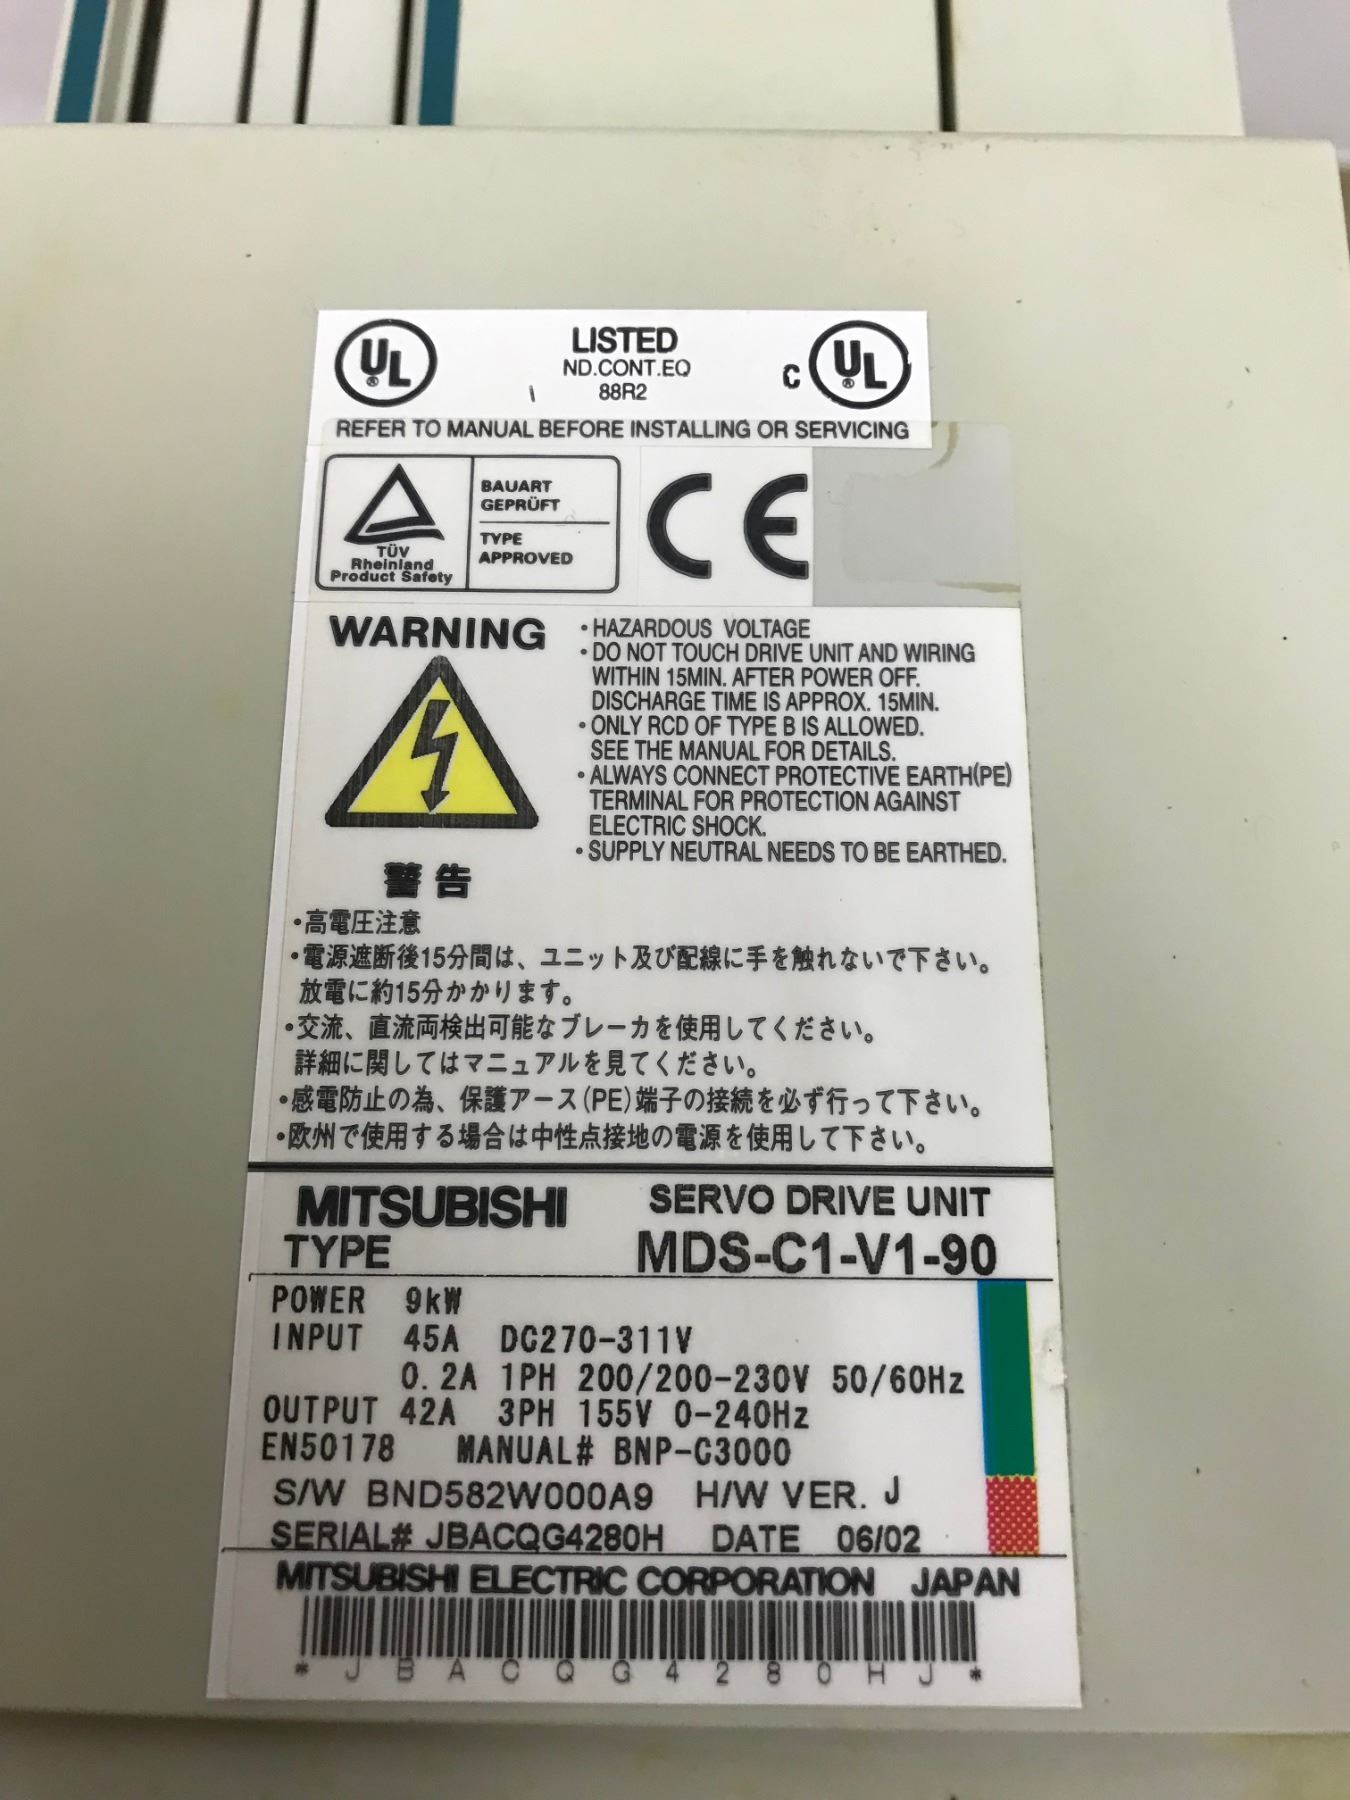 UL LISTED C UL
IND.CONT.EQ
88R2
REFER TO MANUAL BEFORE INSTALLING OR SERVICING
TÜV
Rheinland
Product Safety
BAUART
GEPRÜFT
TYPE
APPROVED
CE
WARNING
・HAZARDOUS VOLTAGE
・DO NOT TOUCH DRIVE UNIT AND WIRING
WITHIN 15MIN. AFTER POWER OFF.
DISCHARGE TIME IS APPROX. 15MIN.
・ONLY RCD OF TYPE B IS ALLOWED.
SEE THE MANUAL FOR DETAILS.
・ALWAYS CONNECT PROTECTIVE EARTH(PE)
TERMINAL FOR PROTECTION AGAINST
ELECTRIC SHOCK.
・SUPPLY NEUTRAL NEEDS TO BE EARTHED.
警告
・高電圧注意
・電源遮断後15分間は、ユニット及び配線に手を触れないで下さい。
放電に約15分かかります。
・交流、直流両検出可能なブレーカを使用してください。
詳細に関してはマニュアルを見てください。
・感電防止の為、保護アース(PE)端子の接続を必ず行って下さい。
・欧州で使用する場合は中性点接地の電源を使用して下さい。
MITSUBISHI SERVO DRIVE UNIT
TYPE MDS-C1-V1-90
POWER 9kW
INPUT 45A DC270-311V
0.2A 1PH 200/200-230V 50/60Hz
OUTPUT 42A 3PH 155V 0-240Hz
EN50178 MANUAL# BNP-C3000
S/W BND582W000A9 H/W VER. J
SERIAL# JBACQG4280H DATE 06/02
MITSUBISHI ELECTRIC CORPORATION JAPAN
*JBACQG4280HJ*